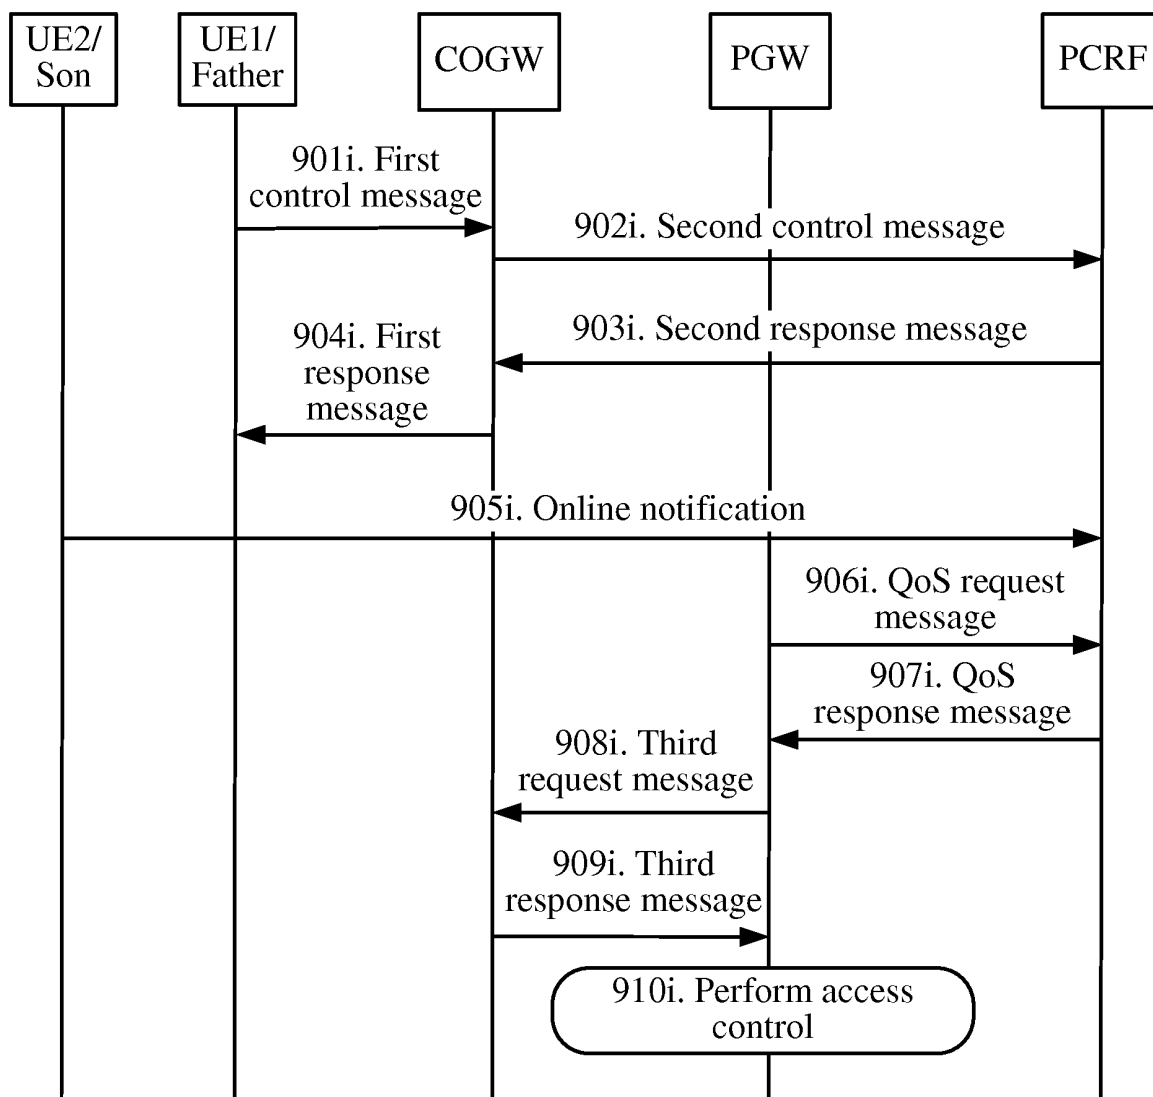 UE2/
Son
UE1/
Father
COGW
PGW
PCRF
901i. First
control message
902i. Second control message
903i. Second response message
904i. First
response
message
905i. Online notification
906i. QoS request
message
907i. QoS
response message
908i. Third
request message
909i. Third
response message
910i. Perform access
control